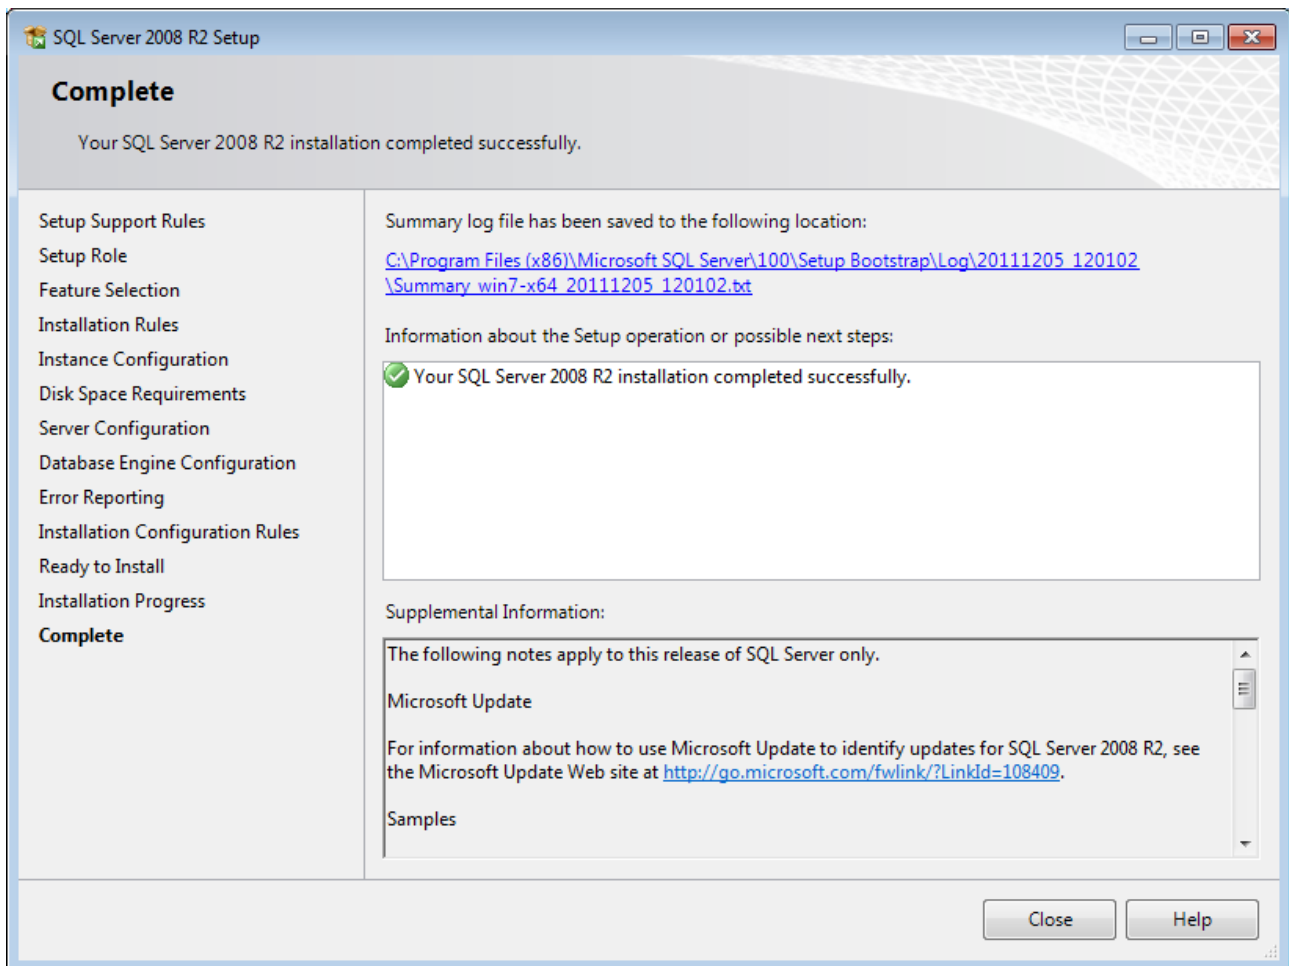 SQL Server 2008 R2 Setup
Complete
Your SQL Server 2008 R2 installation completed successfully.
Setup Support Rules
Setup Role
Feature Selection
Installation Rules
Instance Configuration
Disk Space Requirements
Server Configuration
Database Engine Configuration
Error Reporting
Installation Configuration Rules
Ready to Install
Installation Progress
Complete
Summary log file has been saved to the following location:
C:\Program Files (x86)\Microsoft SQL Server\100\Setup Bootstrap\Log\20111205_120102
\Summary_win7-x64_20111205_120102.txt
Information about the Setup operation or possible next steps:
Your SQL Server 2008 R2 installation completed successfully.
Supplemental Information:
The following notes apply to this release of SQL Server only.
Microsoft Update
For information about how to use Microsoft Update to identify updates for SQL Server 2008 R2, see
the Microsoft Update Web site at http://go.microsoft.com/fwlink/?LinkId=108409.
Samples
Close
Help